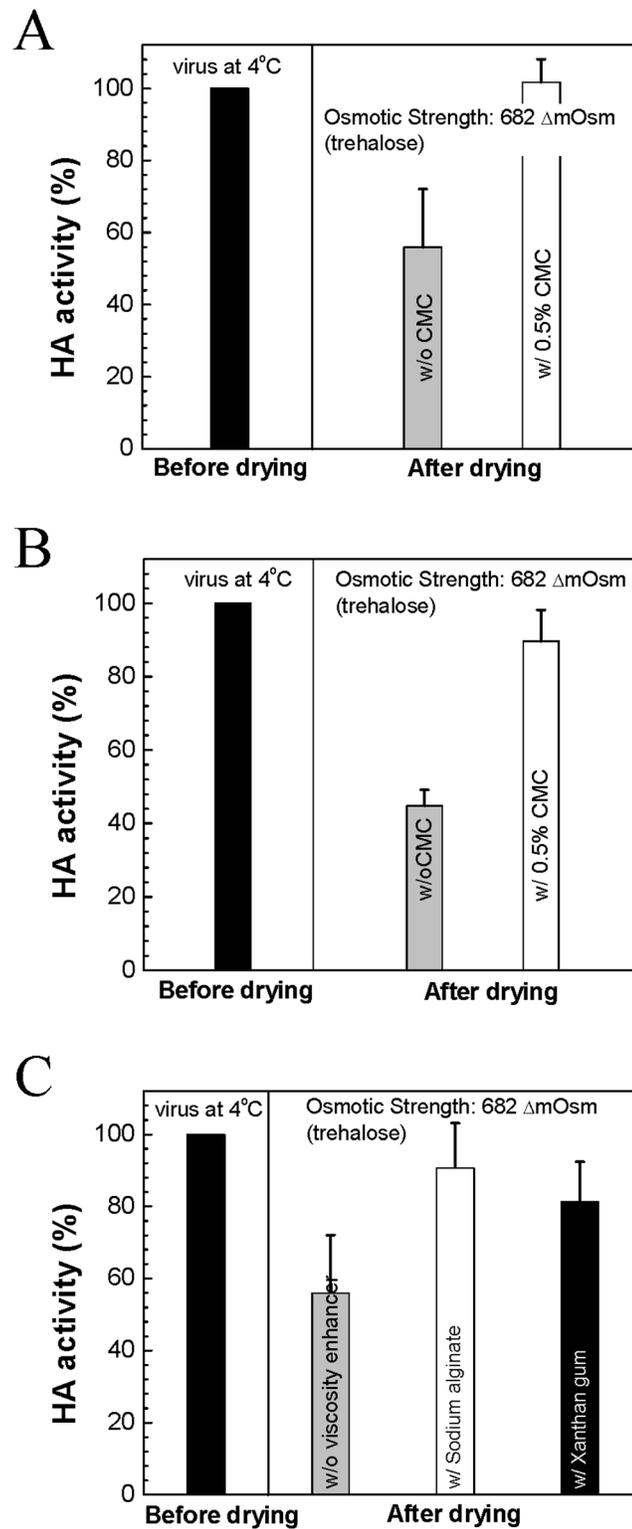 A
HA activity (%)
100
80
60
40
20
0
virus at 4°C
Osmotic Strength: 682 ΔmOsm
(trehalose)
w/o CMC
w/ 0.5% CMC
Before drying
After drying
B
HA activity (%)
100
80
60
40
20
0
virus at 4°C
Osmotic Strength: 682 ΔmOsm
(trehalose)
w/oCMC
w/ 0.5% CMC
Before drying
After drying
C
HA activity (%)
100
80
60
40
20
0
virus at 4°C
Osmotic Strength: 682 ΔmOsm
(trehalose)
w/o viscosity enhancer
w/ Sodium alginate
w/ Xanthan gum
Before drying
After drying